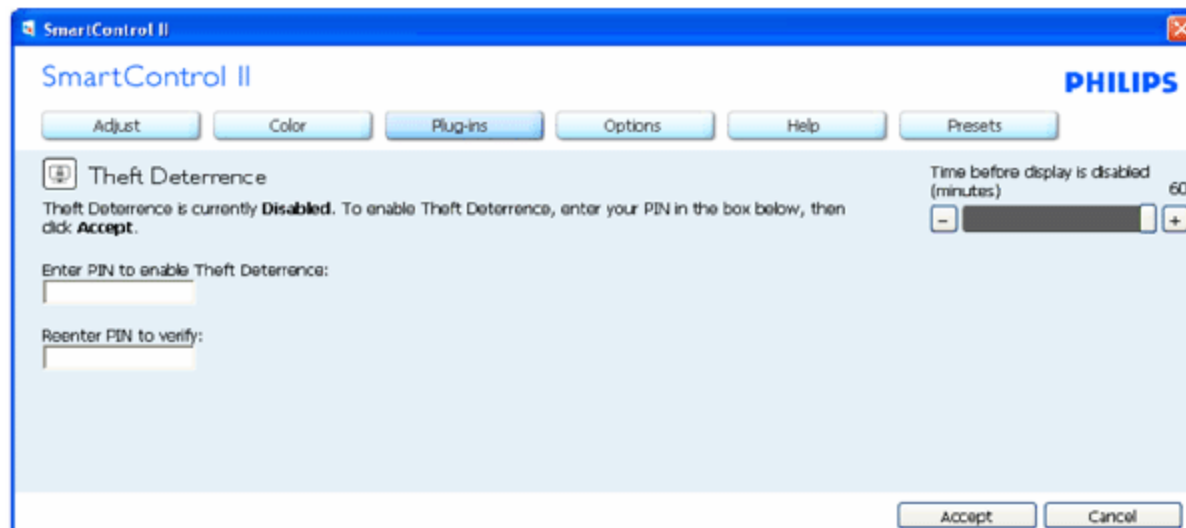 SmartControl II
SmartControl II
PHILIPS
Adjust Color Plug-ins Options Help Presets
Theft Deterrence
Theft Deterrence is currently Disabled. To enable Theft Deterrence, enter your PIN in the box below, then
click Accept.
Time before display is disabled
(minutes) 60
- +
Enter PIN to enable Theft Deterrence:
Reenter PIN to verify:
Accept Cancel